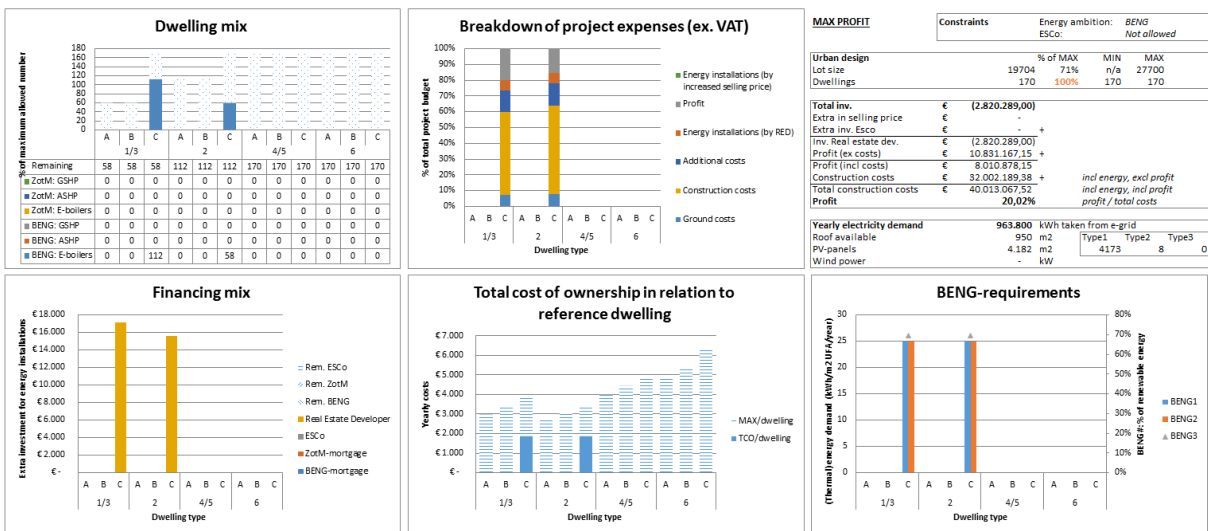 Dwelling mix
% of maximum allowed number
180
160
140
120
100
80
60
40
20
0
A B C A B C A B C A B C
1/3 2 4/5 6
Remaining 58 58 58 112 112 112 170 170 170 170 170 170
ZotM: GSHP 0 0 0 0 0 0 0 0 0 0 0 0
ZotM: ASHP 0 0 0 0 0 0 0 0 0 0 0 0
ZotM: E-boilers 0 0 0 0 0 0 0 0 0 0 0 0
BENG: GSHP 0 0 0 0 0 0 0 0 0 0 0 0
BENG: ASHP 0 0 0 0 0 0 0 0 0 0 0 0
BENG: E-boilers 0 0 112 0 0 58 0 0 0 0 0 0
Breakdown of project expenses (ex. VAT)
% of total project budget
100%
90%
80%
70%
60%
50%
40%
30%
20%
10%
0%
A B C A B C A B C A B C
1/3 2 4/5 6
Dwelling type
Energy installations (by
increased selling price)
Profit
Energy installations (by RED)
Additional costs
Construction costs
Ground costs
MAX PROFIT
Constraints Energy ambition: BENG
ESCo: Not allowed
Urban design % of MAX MIN MAX
Lot size 19704 71% n/a 27700
Dwellings 170 100% 170 170
Total inv. € (2.820.289,00)
Extra in selling price € -
Extra inv. Esco € - +
Inv. Real estate dev. € (2.820.289,00)
Profit (ex costs) € 10.831.167,15 +
Profit (incl costs) € 8.010.878,15
Construction costs € 32.002.189,38 + incl energy, excl profit
Total construction costs € 40.013.067,52 incl energy, incl profit
Profit 20,02% profit / total costs
Yearly electricity demand 963.800 kWh taken from e-grid
Roof available 950 m2 Type1 Type2 Type3
PV-panels 4.182 m2 4173 8 0
Wind power - kW
Financing mix
Extra investment for energy installations
€ 18.000
€ 16.000
€ 14.000
€ 12.000
€ 10.000
€ 8.000
€ 6.000
€ 4.000
€ 2.000
€ -
A B C A B C A B C A B C
1/3 2 4/5 6
Dwelling type
Rem. ESCo
Rem. ZotM
Rem. BENG
Real Estate Developer
ESCo
ZotM-mortgage
BENG-mortgage
Total cost of ownership in relation to
reference dwelling
Yearly costs
€ 7.000
€ 6.000
€ 5.000
€ 4.000
€ 3.000
€ 2.000
€ 1.000
€ -
A B C A B C A B C A B C
1/3 2 4/5 6
Dwelling type
MAX/dwelling
TCO/dwelling
BENG-requirements
(Thermal) energy demand (kWh/m2 UFA/year)
30
25
20
15
10
5
0
80%
70%
60%
50%
40%
30%
20%
10%
0%
BENG#: % of renewable energy
A B C A B C A B C A B C
1/3 2 4/5 6
Dwelling type
BENG1
BENG2
BENG3